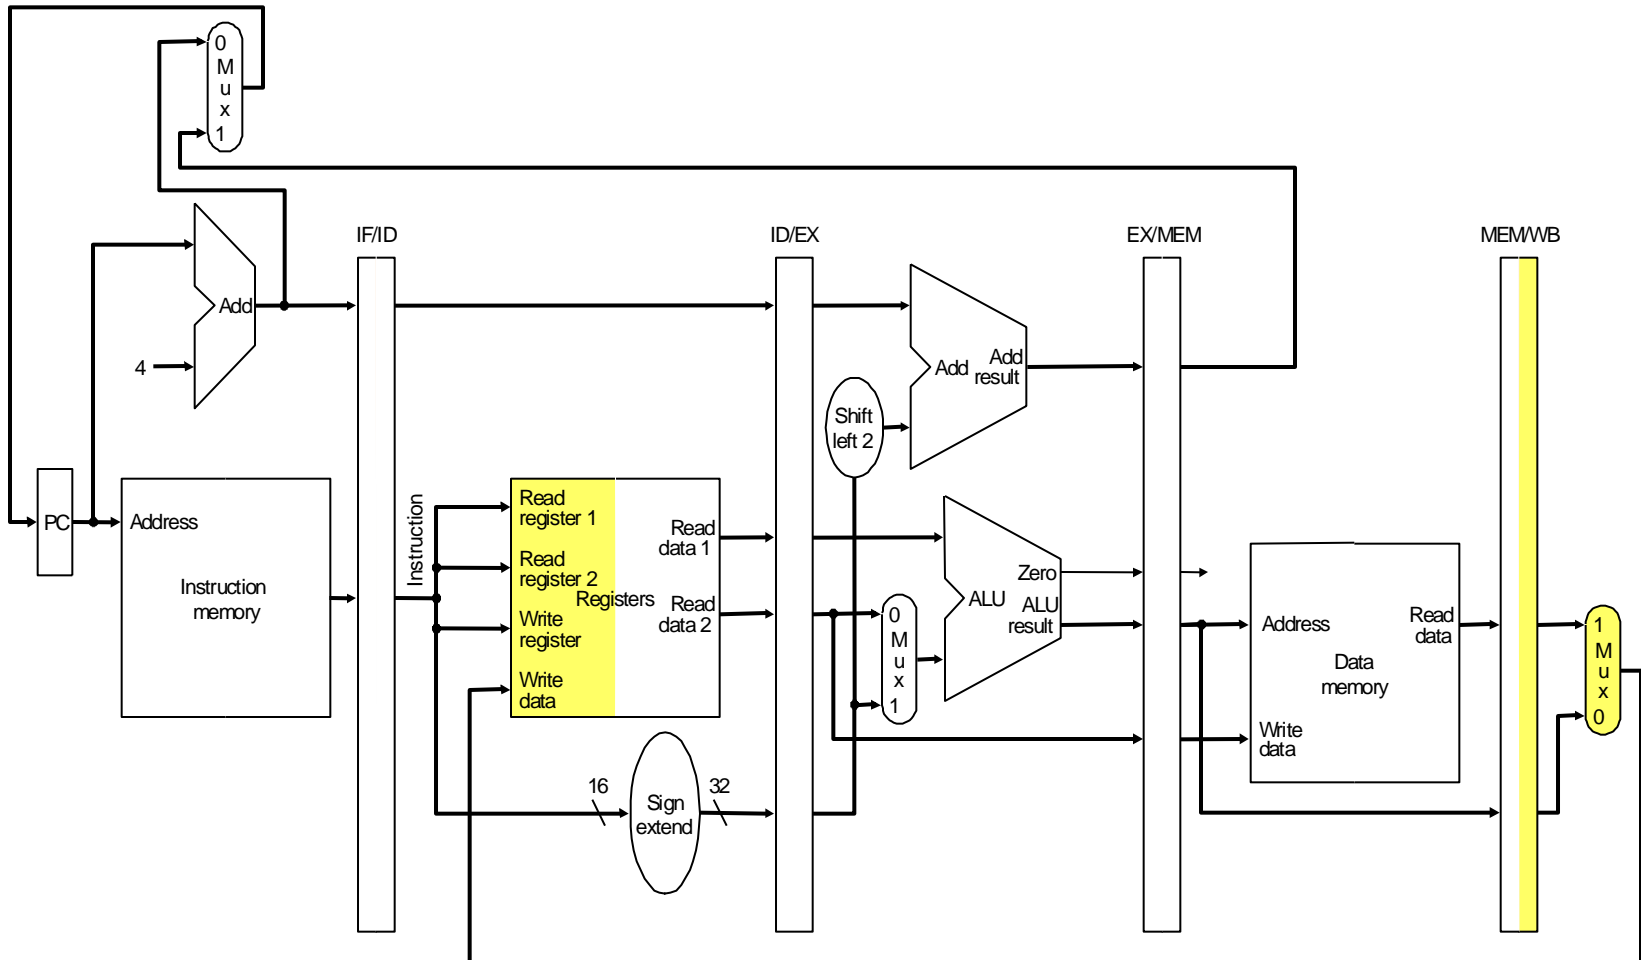 0
M
u
x
1
IF/ID
ID/EX
EX/MEM
MEM/WB
Add
4
Add
Add
result
Shift
left 2
PC
Address
Instruction
memory
Instruction
Read
register 1
Read
register 2
Registers
Write
register
Write
data
Read
data 1
Read
data 2
0
M
u
x
1
Zero
ALU
ALU
result
Address
Read
data
Data
memory
Write
data
1
M
u
x
0
16
Sign
extend
32